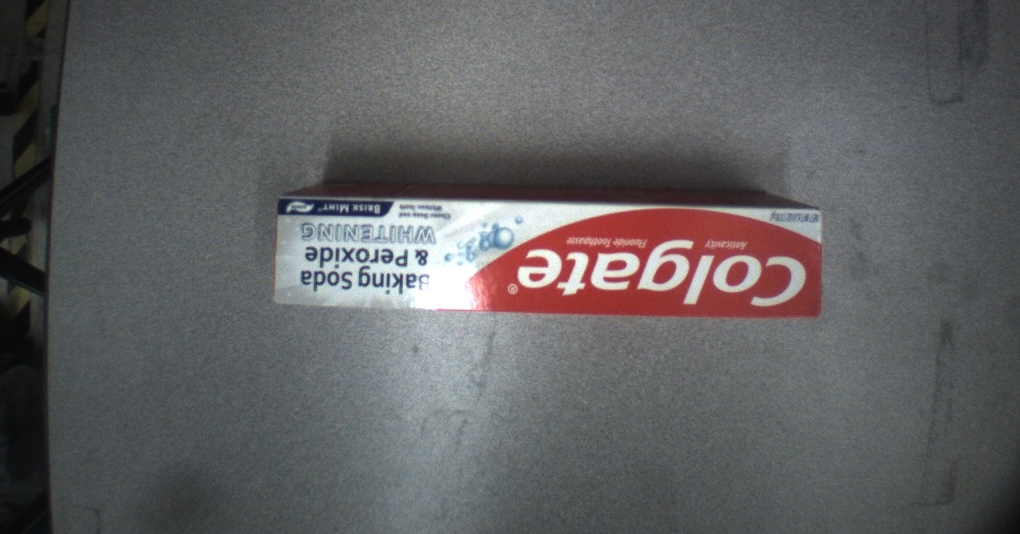 Colgate®
Anticavity Fluoride Toothpaste
Baking Soda
& Peroxide
WHITENING
BRISK MINT